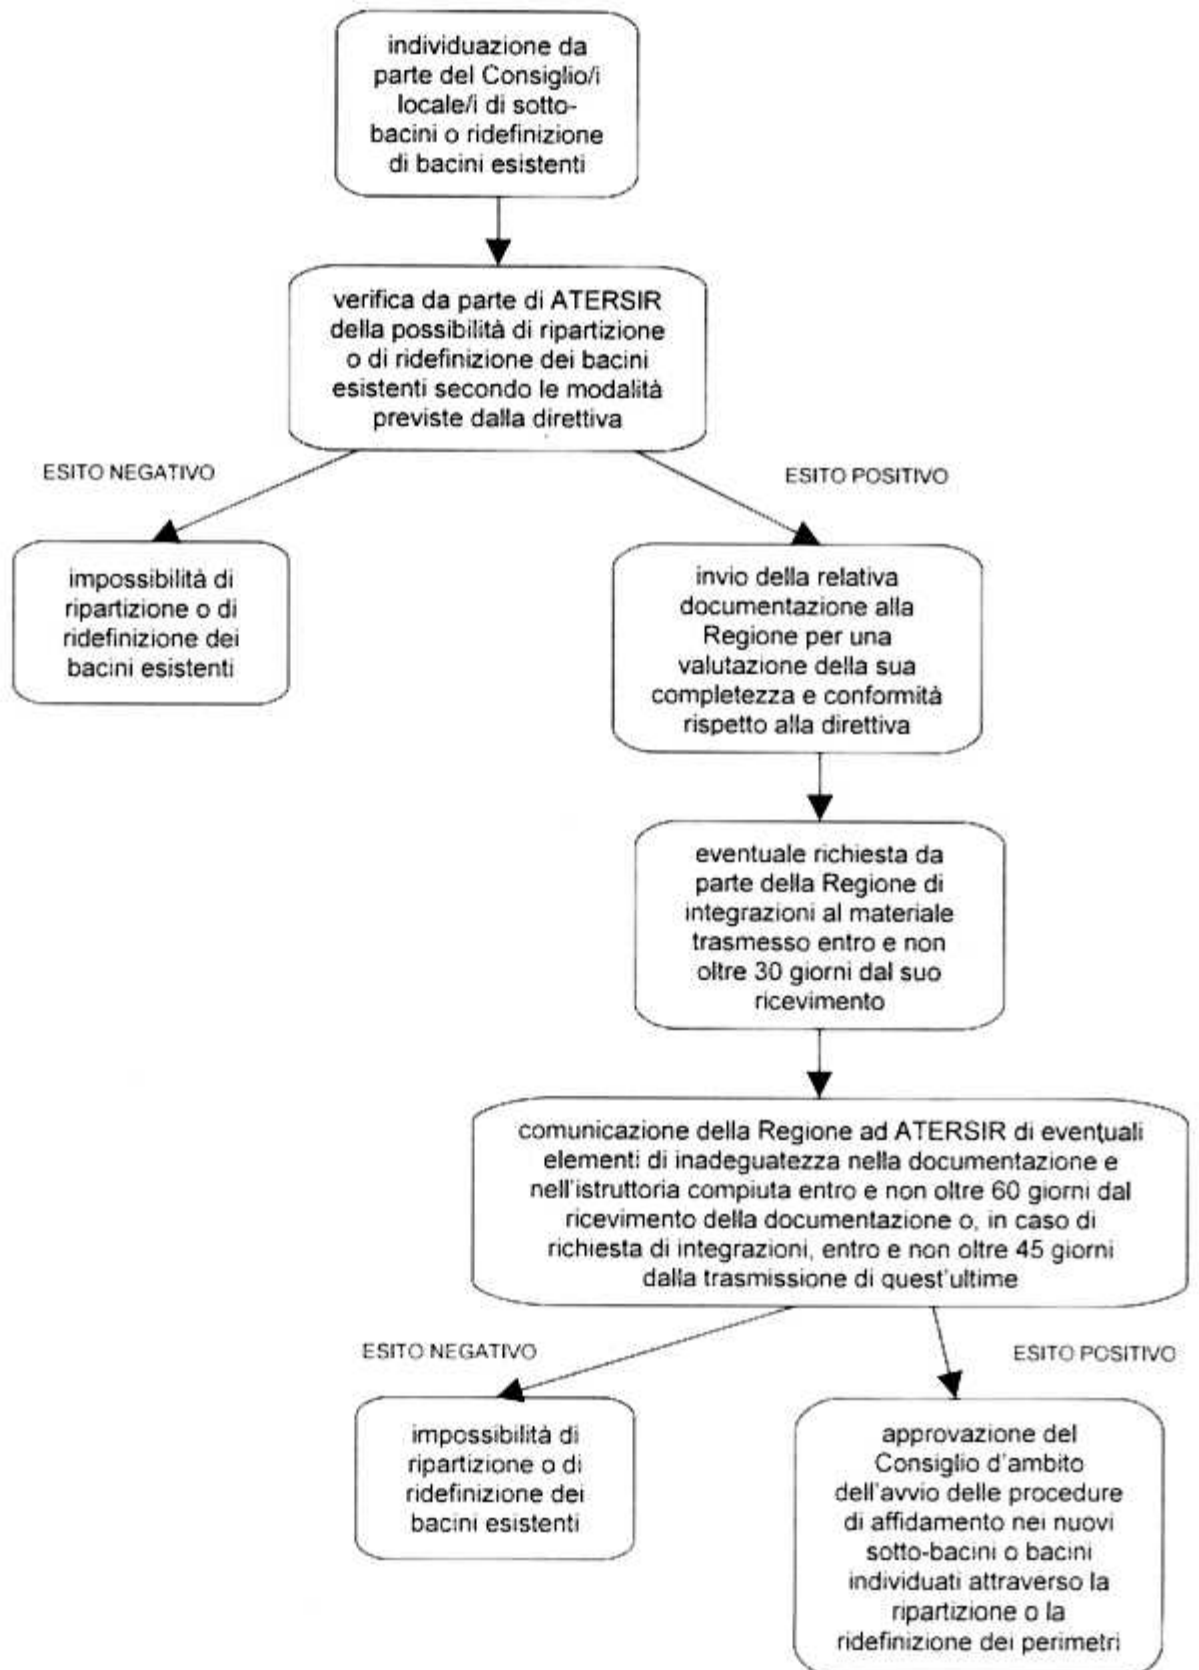 individuazione da
parte del Consiglio/i
locale/i di sotto-
bacini o ridefinizione
di bacini esistenti
verifica da parte di ATERSIR
della possibilità di ripartizione
o di ridefinizione dei bacini
esistenti secondo le modalità
previste dalla direttiva
ESITO NEGATIVO
ESITO POSITIVO
impossibilità di
ripartizione o di
ridefinizione dei
bacini esistenti
invio della relativa
documentazione alla
Regione per una
valutazione della sua
completezza e conformità
rispetto alla direttiva
eventuale richiesta da
parte della Regione di
integrazioni al materiale
trasmesso entro e non
oltre 30 giorni dal suo
ricevimento
comunicazione della Regione ad ATERSIR di eventuali
elementi di inadeguatezza nella documentazione e
nell'istruttoria compiuta entro e non oltre 60 giorni dal
ricevimento della documentazione o, in caso di
richiesta di integrazioni, entro e non oltre 45 giorni
dalla trasmissione di quest'ultime
ESITO NEGATIVO
ESITO POSITIVO
impossibilità di
ripartizione o di
ridefinizione dei
bacini esistenti
approvazione del
Consiglio d'ambito
dell'avvio delle procedure
di affidamento nei nuovi
sotto-bacini o bacini
individuati attraverso la
ripartizione o la
ridefinizione dei perimetri